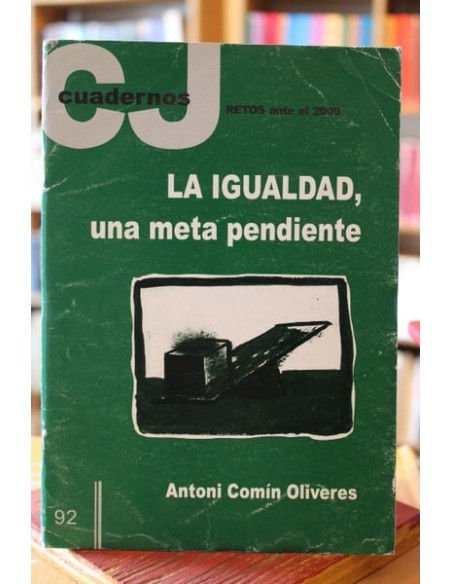 CJ
cuadernos
RETOS ante el 2000
LA IGUALDAD,
una meta pendiente
Antoni Comín Oliveres
92